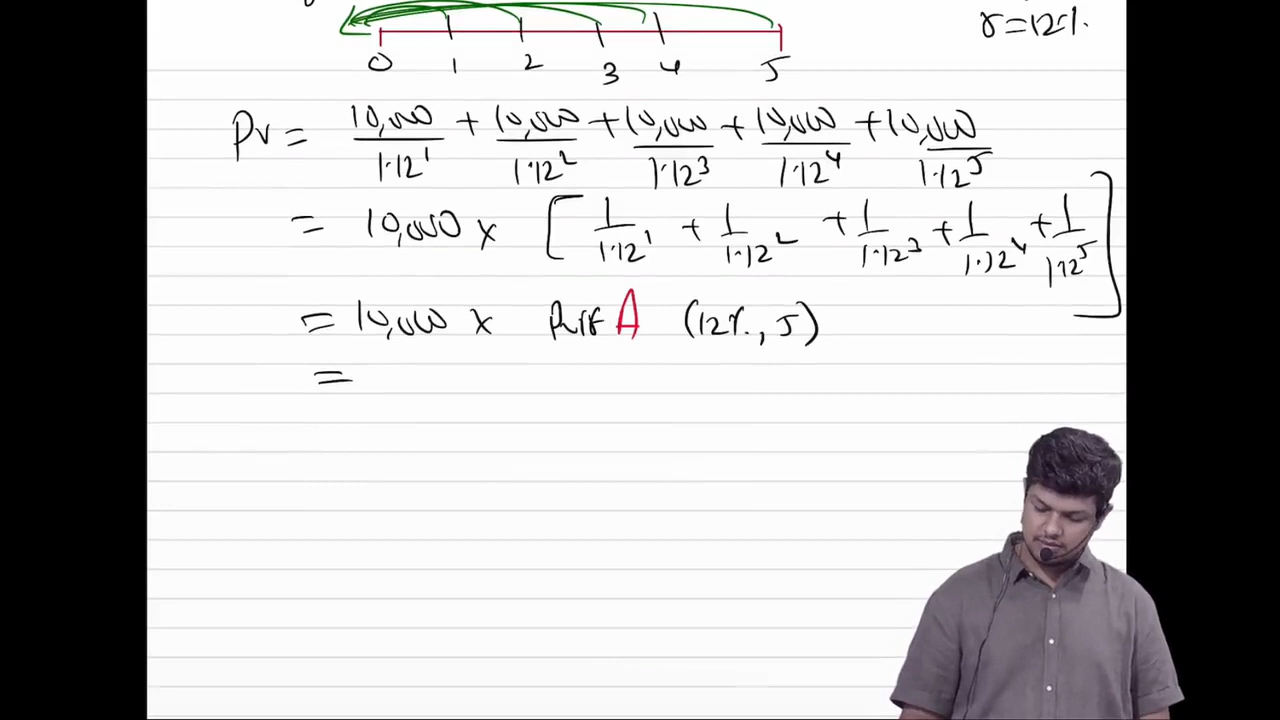 r=12%
0 1 2 3 4 5
PV = 10,000/1.12¹ + 10,000/1.12² + 10,000/1.12³ + 10,000/1.12⁴ + 10,000/1.12⁵
= 10,000 x [ 1/1.12¹ + 1/1.12² + 1/1.12³ + 1/1.12⁴ + 1/1.12⁵ ]
= 10,000 x PVIFA (12%, 5)
=